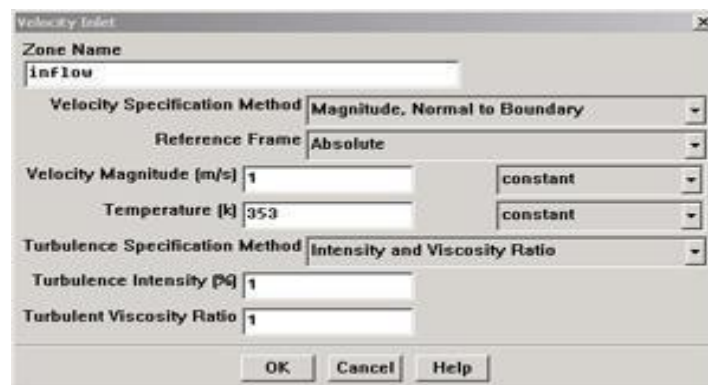 Velocity Inlet
Zone Name
inflow
Velocity Specification Method Magnitude, Normal to Boundary
Reference Frame Absolute
Velocity Magnitude (m/s) 1 constant
Temperature (k) 353 constant
Turbulence Specification Method Intensity and Viscosity Ratio
Turbulence Intensity (%) 1
Turbulent Viscosity Ratio 1
OK Cancel Help